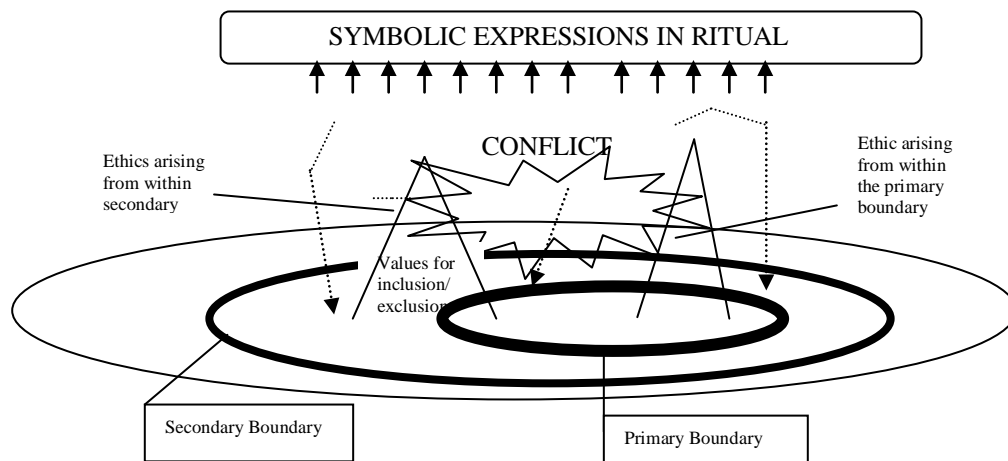 SYMBOLIC EXPRESSIONS IN RITUAL
CONFLICT
Ethics arising
from within
secondary
Ethic arising
from within
the primary
boundary
Values for
inclusion/
exclusion
Secondary Boundary
Primary Boundary